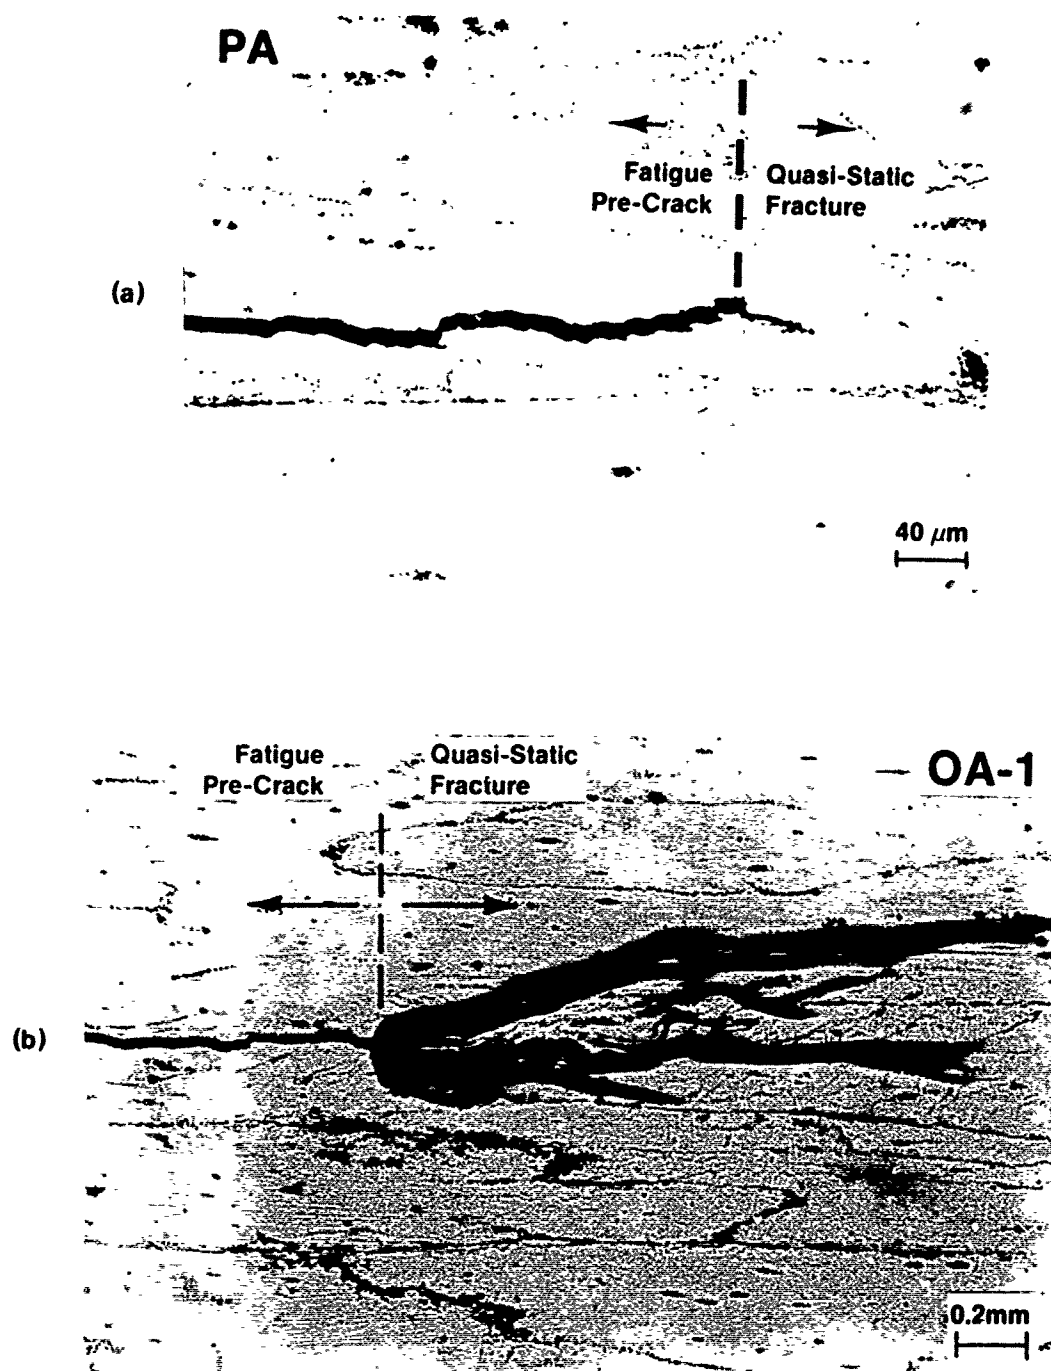 PA
Fatigue
Pre-Crack
Quasi-Static
Fracture
(a)
40 μm
Fatigue
Pre-Crack
Quasi-Static
Fracture
OA-1
(b)
0.2mm